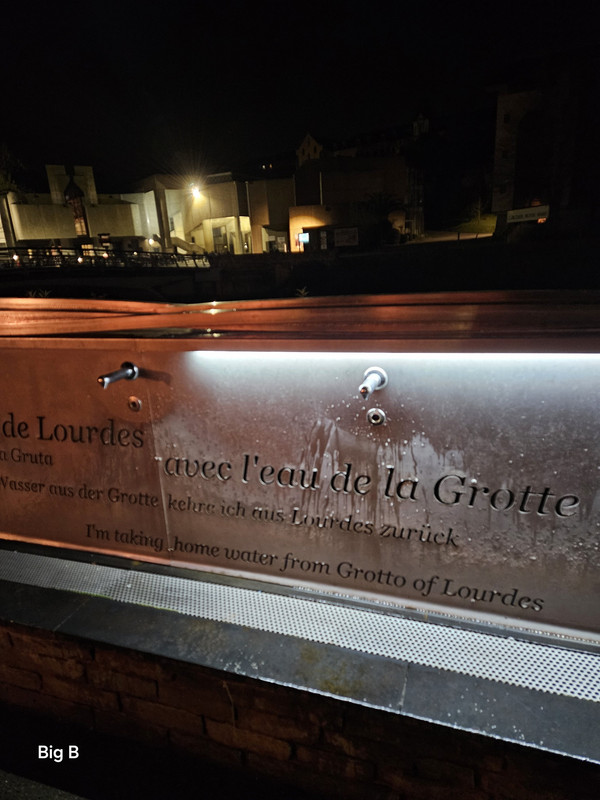 de Lourdes avec l'eau de la Grotte
a Gruta
Wasser aus der Grotte kehre ich aus Lourdes zurück
I'm taking home water from Grotto of Lourdes
Big B